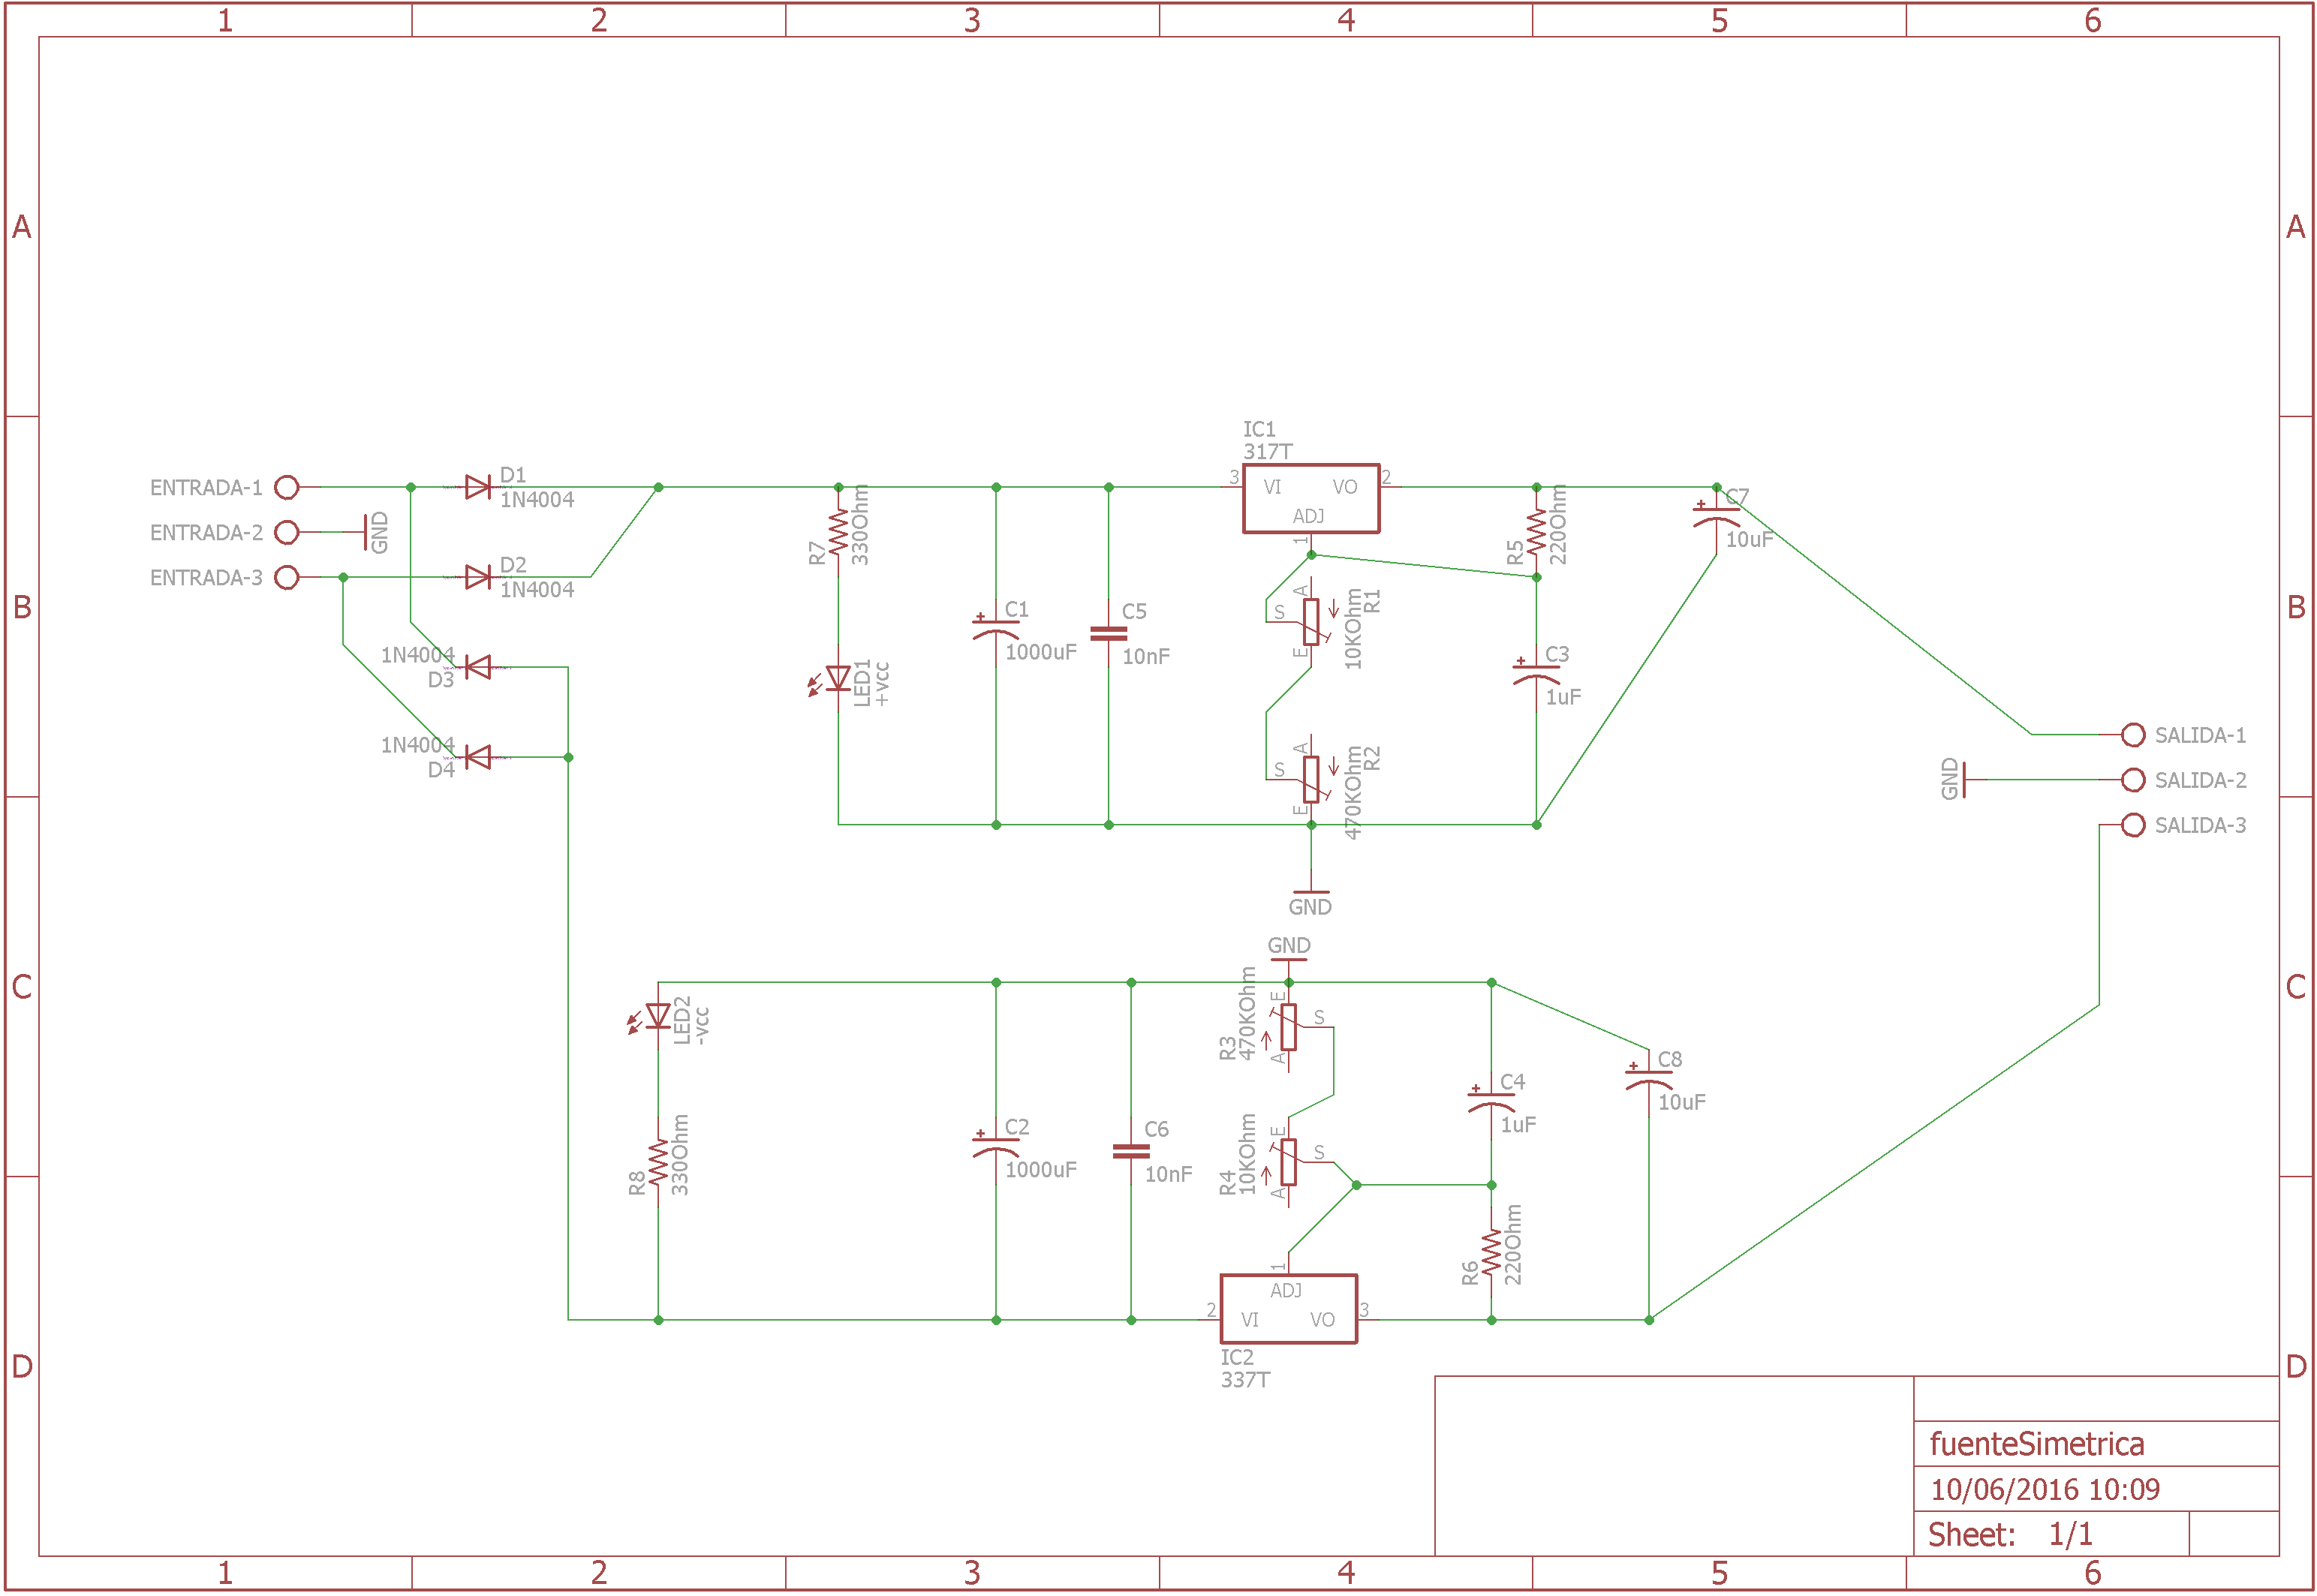 1 2 3 4 5 6
A A
IC1
317T
3 VI VO 2
ADJ
1
ENTRADA-1
ENTRADA-2
ENTRADA-3
GND
D1
1N4004
D2
1N4004
1N4004
D3
1N4004
D4
R7
330Ohm
LED1
+vcc
C1
1000uF
C5
10nF
A
S
E
10KOhm
R1
A
S
E
470KOhm
R2
R5
220Ohm
C3
1uF
C7
10uF
B B
SALIDA-1
GND
SALIDA-2
SALIDA-3
GND
GND
C C
LED2
-vcc
R8
330Ohm
C2
1000uF
C6
10nF
R3
470KOhm
E
S
A
R4
10KOhm
E
S
A
C4
1uF
C8
10uF
R6
220Ohm
1
ADJ
2 VI VO 3
IC2
337T
D D
fuenteSimetrica
10/06/2016 10:09
Sheet: 1/1
1 2 3 4 5 6